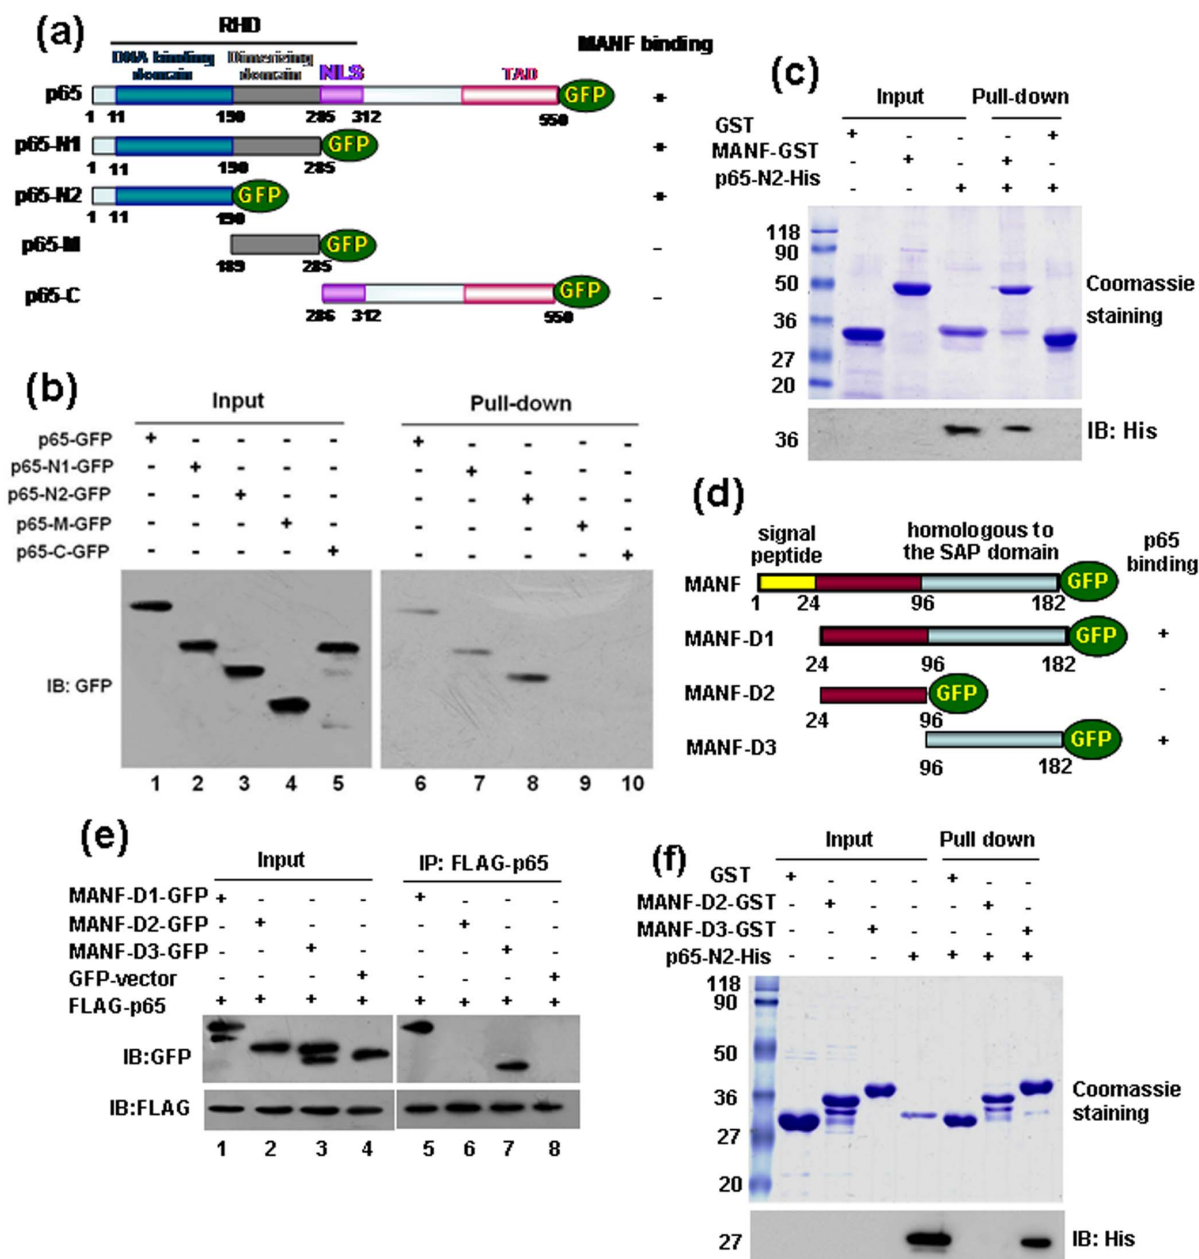 (a)
RHD
MANF binding
DNA binding domain
Dimerizing domain
NLS
TAD
p65
GFP
+
1 11 190 285 312 550
p65-N1
GFP
+
1 11 190 285
p65-N2
GFP
+
1 11 190
p65-M
GFP
-
189 285
p65-C
GFP
-
286 312 550
(b)
Input Pull-down
p65-GFP + - - - - + - - - -
p65-N1-GFP - + - - - - + - - -
p65-N2-GFP - - + - - - - + - -
p65-M-GFP - - - + - - - - + -
p65-C-GFP - - - - + - - - - +
IB: GFP
1 2 3 4 5 6 7 8 9 10
(c)
Input Pull-down
GST + - - - +
MANF-GST - + - + -
p65-N2-His - - + + +
118
90
50
36
27
20
Coomassie
staining
36
IB: His
(d)
signal
peptide
homologous to
the SAP domain
p65
binding
MANF
GFP
1 24 96 182
MANF-D1
GFP
+
24 96 182
MANF-D2
GFP
-
24 96
MANF-D3
GFP
+
96 182
(e)
Input IP: FLAG-p65
MANF-D1-GFP + - - - + - - -
MANF-D2-GFP - + - - - + - -
MANF-D3-GFP - - + - - - + -
GFP-vector - - - + - - - +
FLAG-p65 + + + + + + + +
IB:GFP
IB:FLAG
1 2 3 4 5 6 7 8
(f)
Input Pull down
GST + - - - + - -
MANF-D2-GST - + - - - + -
MANF-D3-GST - - + - - - +
p65-N2-His - - - + + + +
118
90
50
36
27
20
Coomassie
staining
27
IB: His